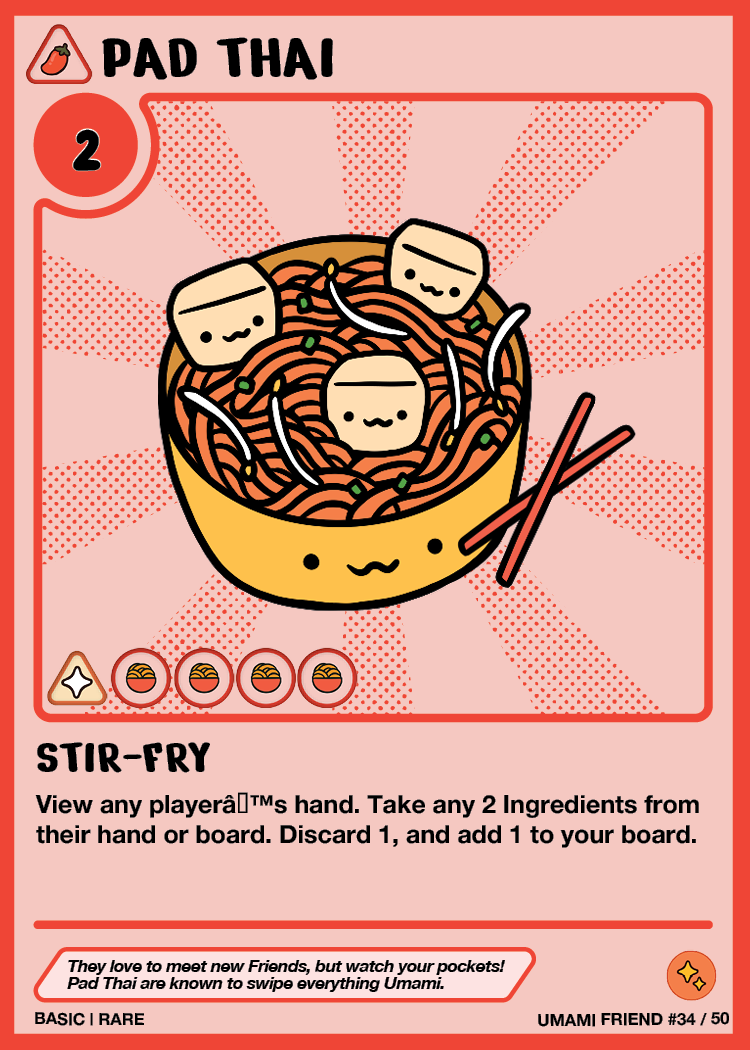 PAD THAI
2
STIR-FRY
View any playerâ▯™s hand. Take any 2 Ingredients from
their hand or board. Discard 1, and add 1 to your board.
They love to meet new Friends, but watch your pockets!
Pad Thai are known to swipe everything Umami.
BASIC | RARE
UMAMI FRIEND #34 / 50